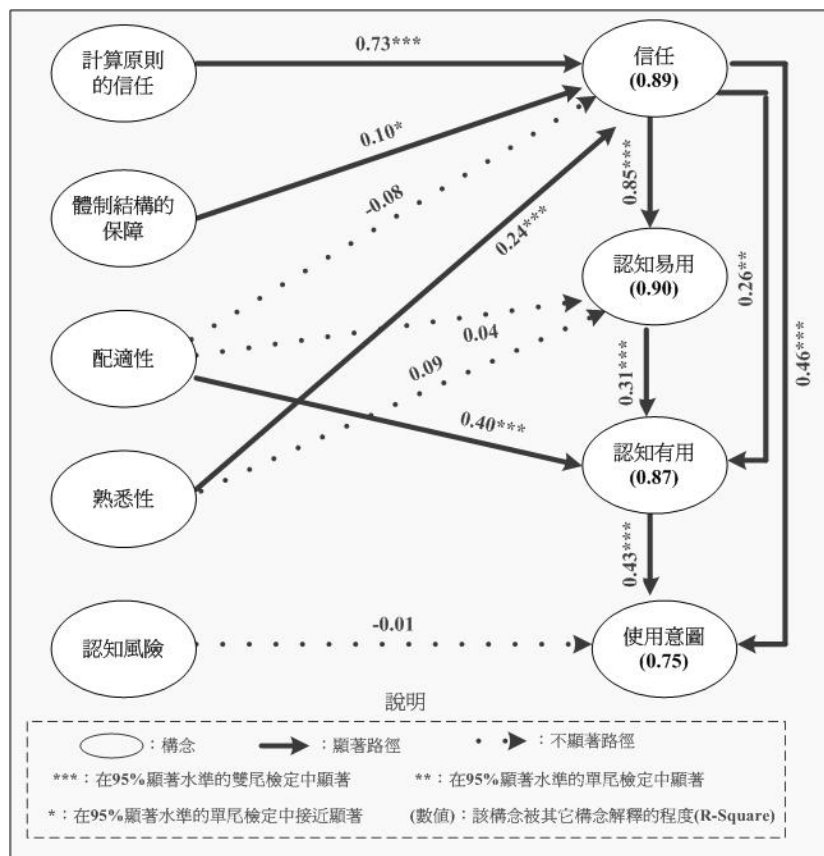 計算原則
的信任
0.73***
信任
(0.89)
體制結構的
保障
0.10*
-0.08
0.24***
0.85***
認知易用
(0.90)
0.26**
0.46***
配適性
0.04
0.09
0.31***
0.40***
認知有用
(0.87)
熟悉性
0.43***
認知風險
-0.01
使用意圖
(0.75)
說明
：構念
：顯著路徑
：不顯著路徑
***：在95%顯著水準的雙尾檢定中顯著
**：在95%顯著水準的單尾檢定中顯著
*：在95%顯著水準的單尾檢定中接近顯著
(數值)：該構念被其它構念解釋的程度(R-Square)